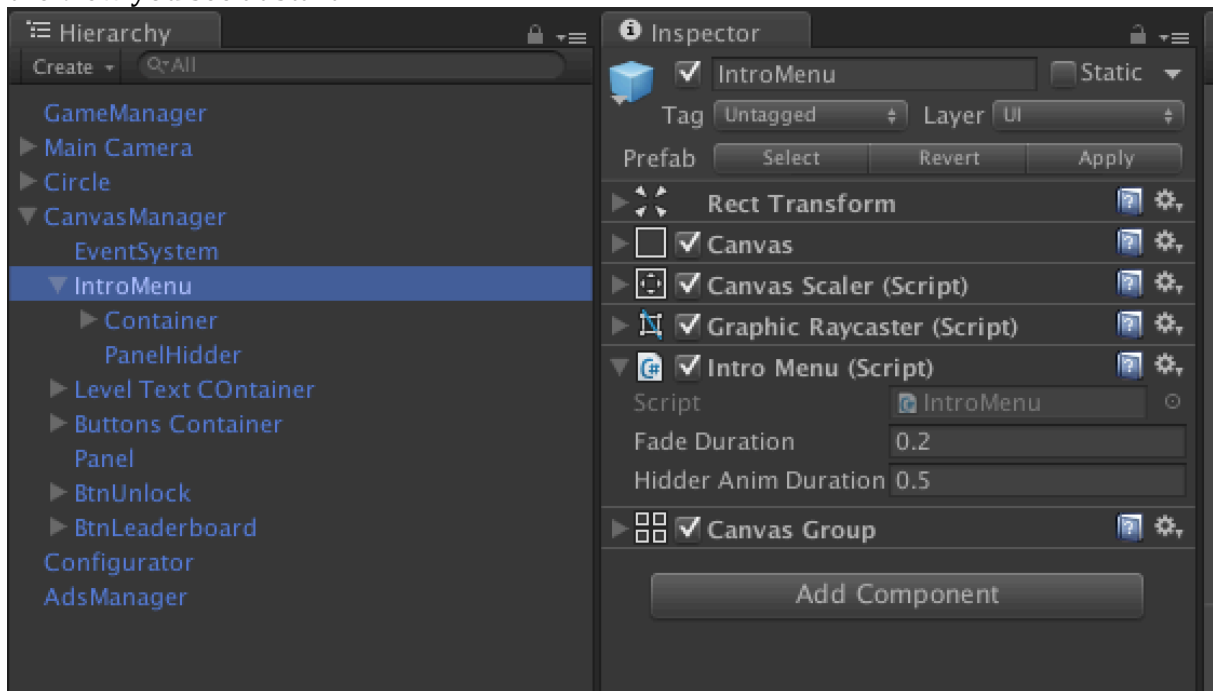 Hierarchy
Create
All
GameManager
Main Camera
Circle
CanvasManager
EventSystem
IntroMenu
Container
PanelHidder
Level Text COntainer
Buttons Container
Panel
BtnUnlock
BtnLeaderboard
Configurator
AdsManager
Inspector
IntroMenu Static
Tag Untagged Layer UI
Prefab Select Revert Apply
Rect Transform
Canvas
Canvas Scaler (Script)
Graphic Raycaster (Script)
Intro Menu (Script)
Script IntroMenu
Fade Duration 0.2
Hidder Anim Duration 0.5
Canvas Group
Add Component